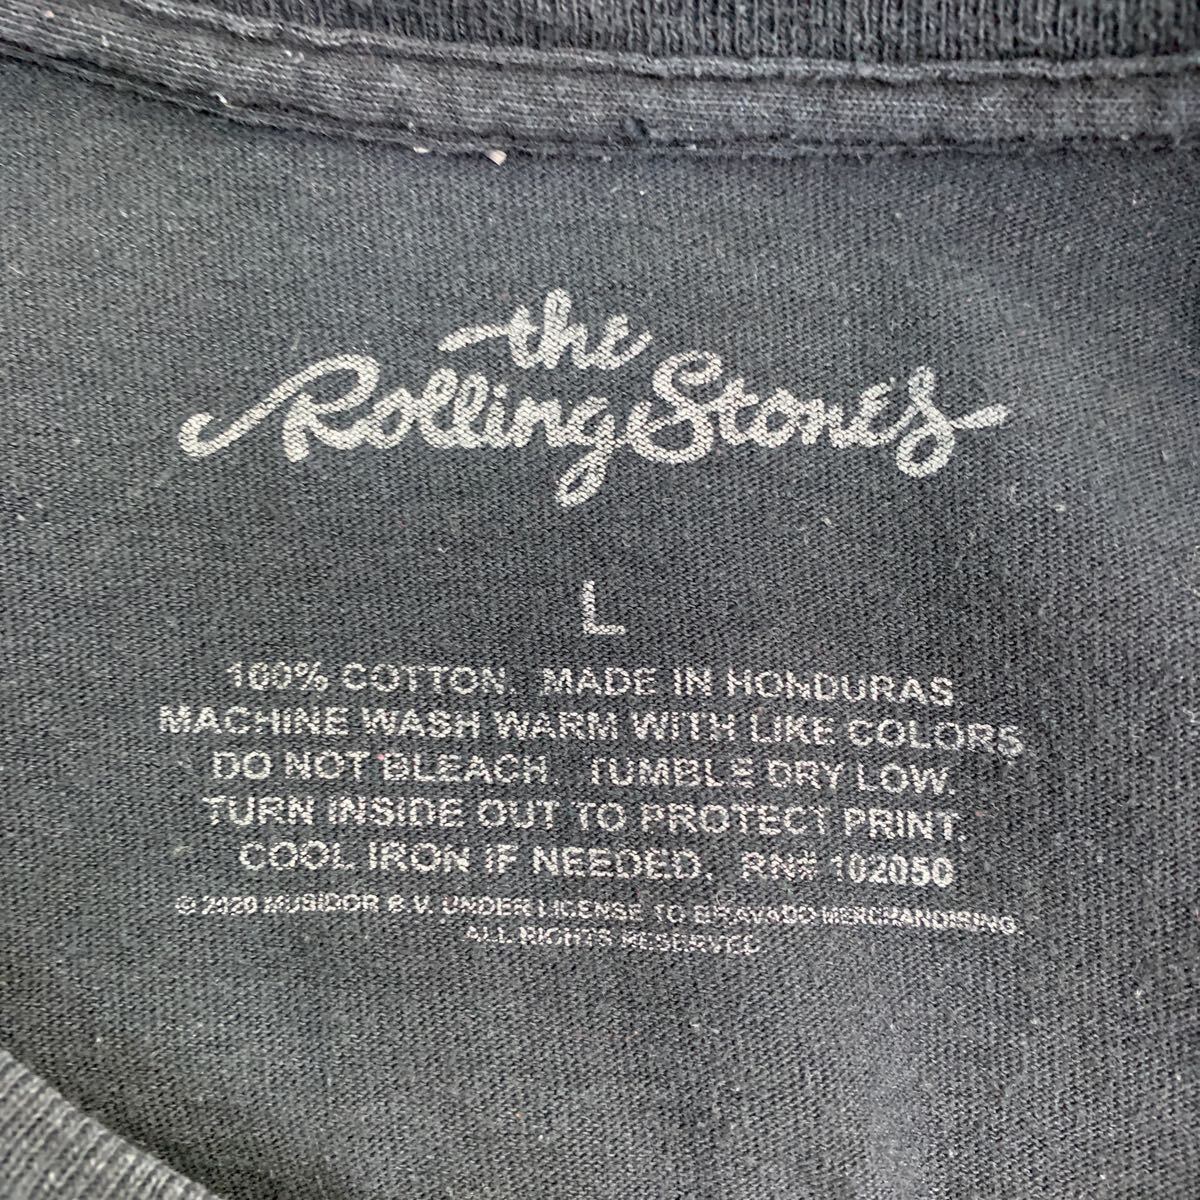 the
Rolling Stones
L
100% COTTON. MADE IN HONDURAS
MACHINE WASH WARM WITH LIKE COLORS
DO NOT BLEACH. TUMBLE DRY LOW.
TURN INSIDE OUT TO PROTECT PRINT.
COOL IRON IF NEEDED. RN# 102050
© 2020 MUSIDOR B.V. UNDER LICENSE TO BRAVADO MERCHANDISING.
ALL RIGHTS RESERVED